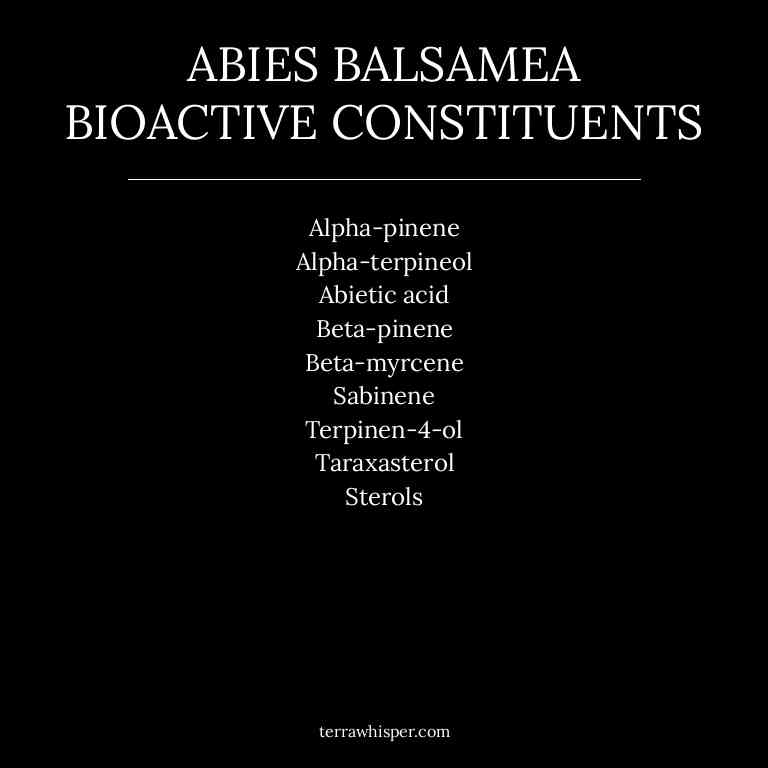 ABIES BALSAMEA
BIOACTIVE CONSTITUENTS
Alpha-pinene
Alpha-terpineol
Abietic acid
Beta-pinene
Beta-myrcene
Sabinene
Terpinen-4-ol
Taraxasterol
Sterols
terrawhisper.com